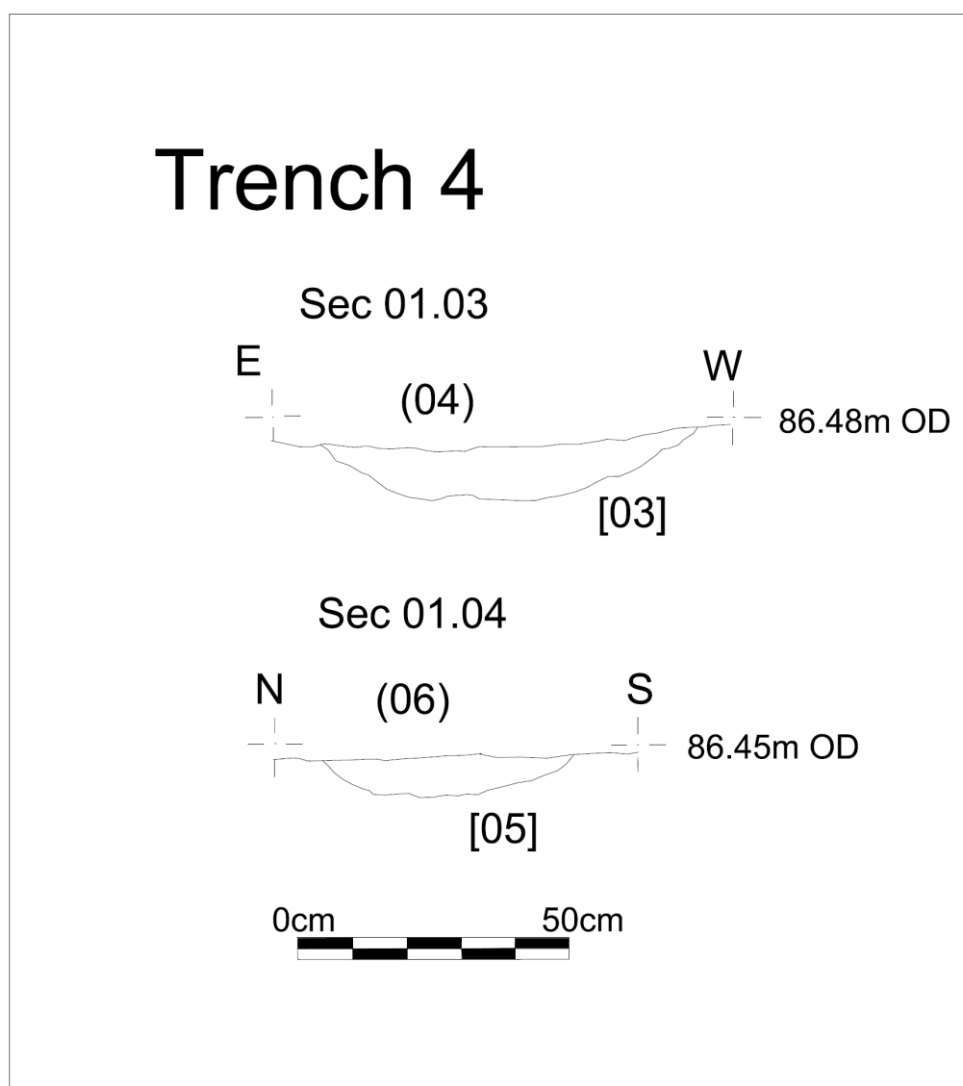 Trench 4
Sec 01.03
E W
(04)
86.48m OD
[03]
Sec 01.04
N S
(06)
86.45m OD
[05]
0cm 50cm